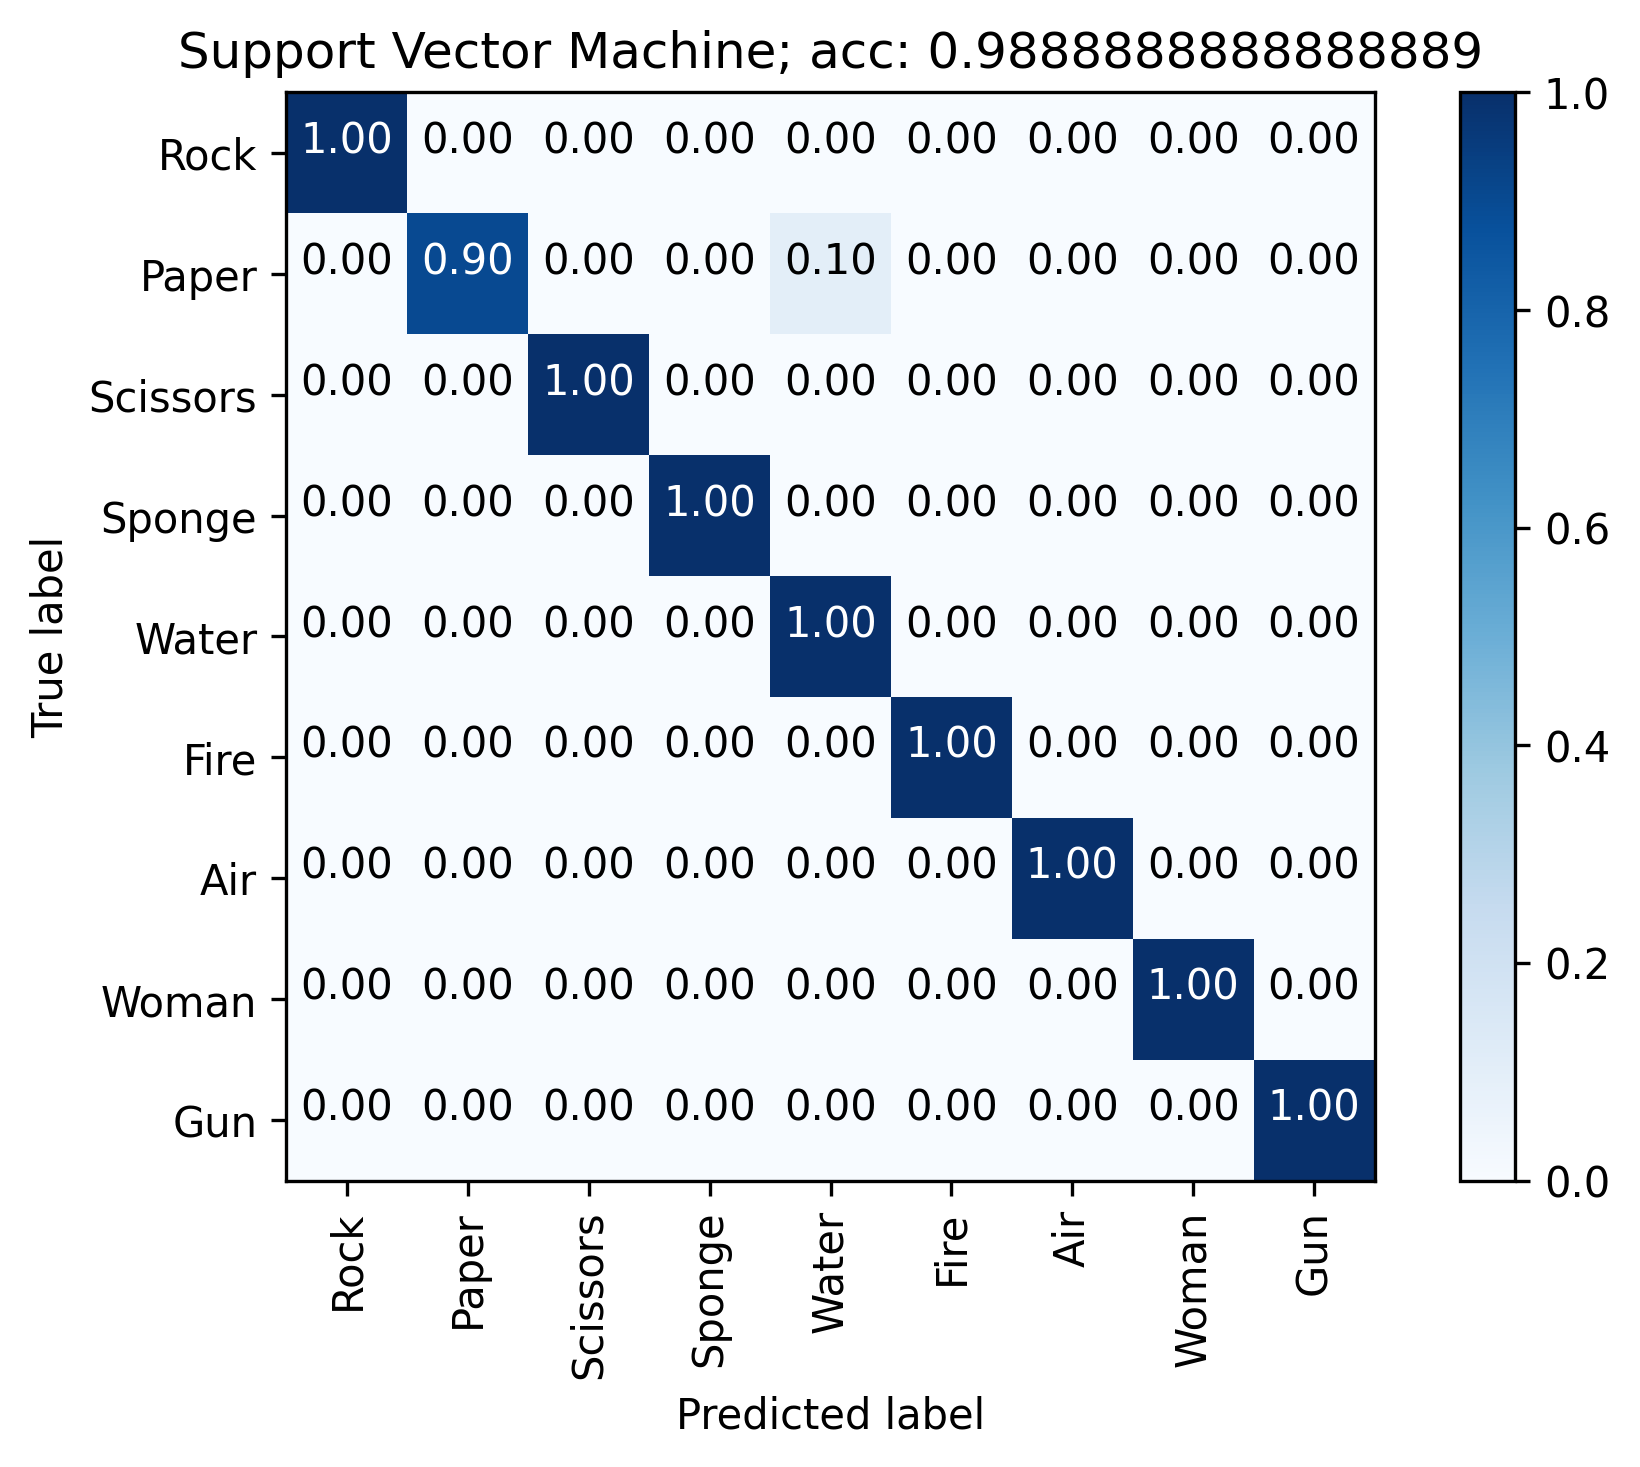 Support Vector Machine; acc: 0.9888888888888889
Rock 1.00 0.00 0.00 0.00 0.00 0.00 0.00 0.00 0.00
Paper 0.00 0.90 0.00 0.00 0.10 0.00 0.00 0.00 0.00
Scissors 0.00 0.00 1.00 0.00 0.00 0.00 0.00 0.00 0.00
Sponge 0.00 0.00 0.00 1.00 0.00 0.00 0.00 0.00 0.00
Water 0.00 0.00 0.00 0.00 1.00 0.00 0.00 0.00 0.00
Fire 0.00 0.00 0.00 0.00 0.00 1.00 0.00 0.00 0.00
Air 0.00 0.00 0.00 0.00 0.00 0.00 1.00 0.00 0.00
Woman 0.00 0.00 0.00 0.00 0.00 0.00 0.00 1.00 0.00
Gun 0.00 0.00 0.00 0.00 0.00 0.00 0.00 0.00 1.00
True label
Rock Paper Scissors Sponge Water Fire Air Woman Gun
Predicted label
1.0
0.8
0.6
0.4
0.2
0.0